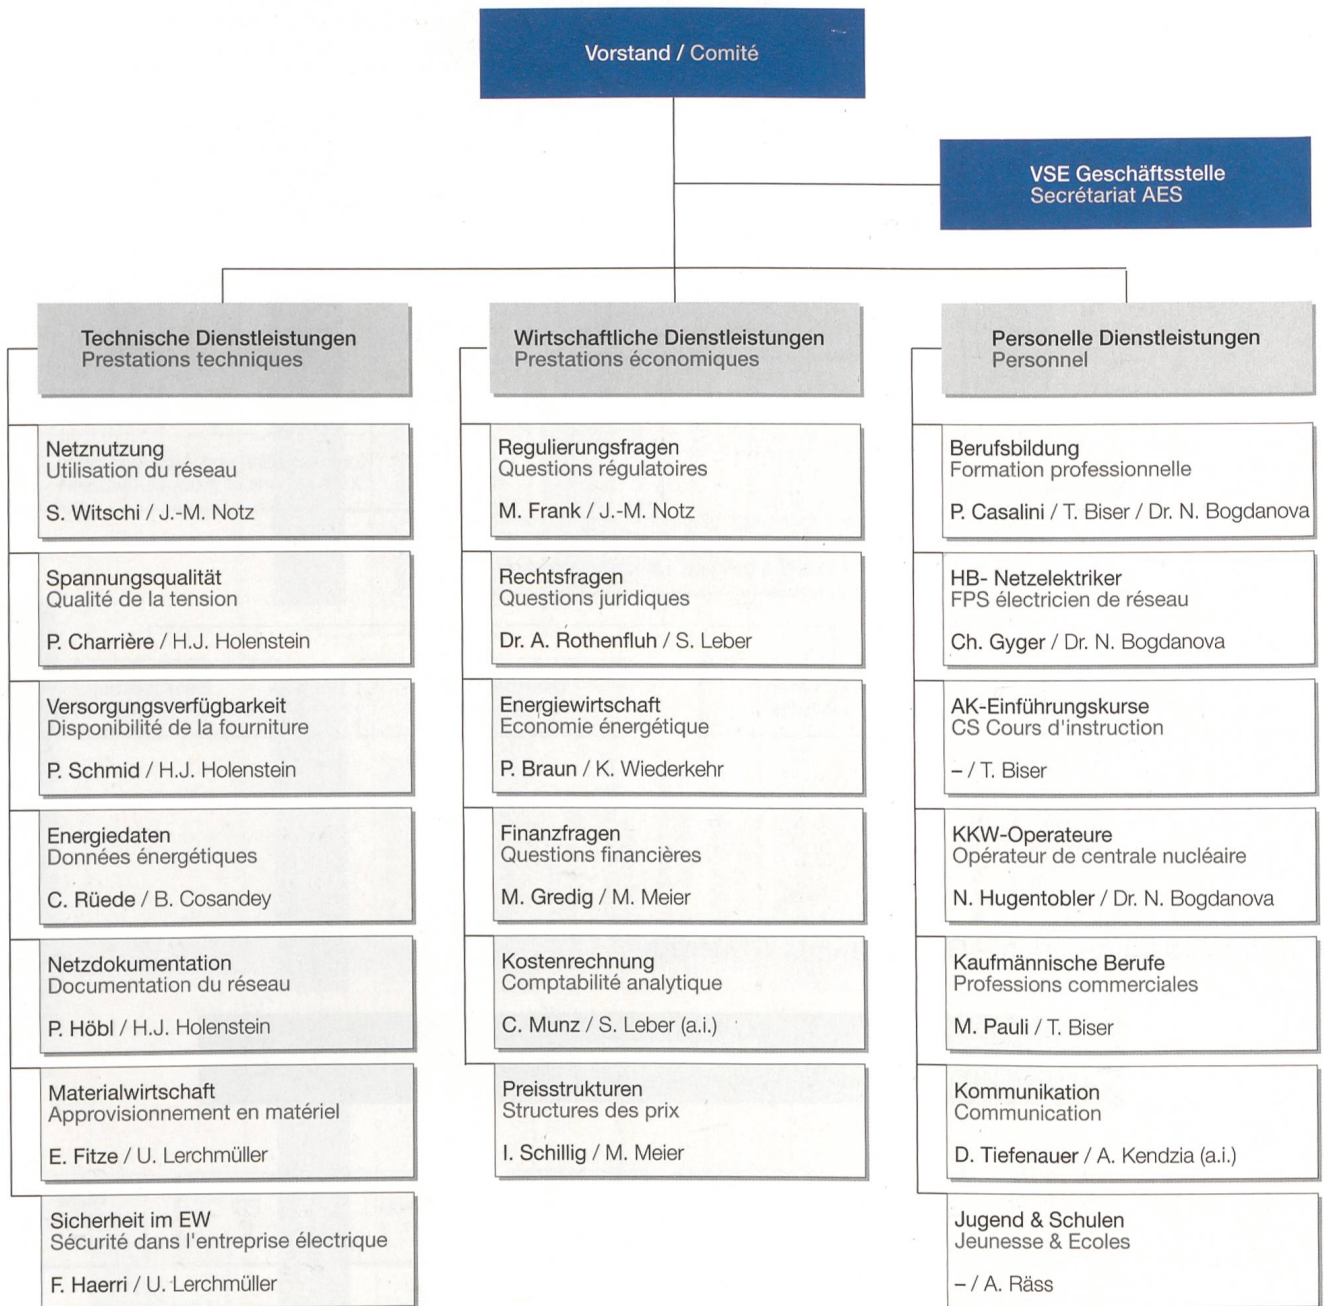 Vorstand / Comité
VSE Geschäftsstelle
Secrétariat AES
Technische Dienstleistungen
Prestations techniques
Netznutzung
Utilisation du réseau
S. Witschi / J.-M. Notz
Spannungsqualität
Qualité de la tension
P. Charrière / H.J. Holenstein
Versorgungsverfügbarkeit
Disponibilité de la fourniture
P. Schmid / H.J. Holenstein
Energiedaten
Données énergétiques
C. Rüede / B. Cosandey
Netzdokumentation
Documentation du réseau
P. Höbl / H.J. Holenstein
Materialwirtschaft
Approvisionnement en matériel
E. Fitze / U. Lerchmüller
Sicherheit im EW
Sécurité dans l'entreprise électrique
F. Haerri / U. Lerchmüller
Wirtschaftliche Dienstleistungen
Prestations économiques
Regulierungsfragen
Questions régulatoires
M. Frank / J.-M. Notz
Rechtsfragen
Questions juridiques
Dr. A. Rothenfluh / S. Leber
Energiewirtschaft
Economie énergétique
P. Braun / K. Wiederkehr
Finanzfragen
Questions financières
M. Gredig / M. Meier
Kostenrechnung
Comptabilité analytique
C. Munz / S. Leber (a.i.)
Preisstrukturen
Structures des prix
I. Schillig / M. Meier
Personelle Dienstleistungen
Personnel
Berufsbildung
Formation professionnelle
P. Casalini / T. Biser / Dr. N. Bogdanova
HB- Netzelektriker
FPS électricien de réseau
Ch. Gyger / Dr. N. Bogdanova
AK-Einführungskurse
CS Cours d'instruction
– / T. Biser
KKW-Operateure
Opérateur de centrale nucléaire
N. Hugentobler / Dr. N. Bogdanova
Kaufmännische Berufe
Professions commerciales
M. Pauli / T. Biser
Kommunikation
Communication
D. Tiefenauer / A. Kendzia (a.i.)
Jugend & Schulen
Jeunesse & Ecoles
– / A. Räss